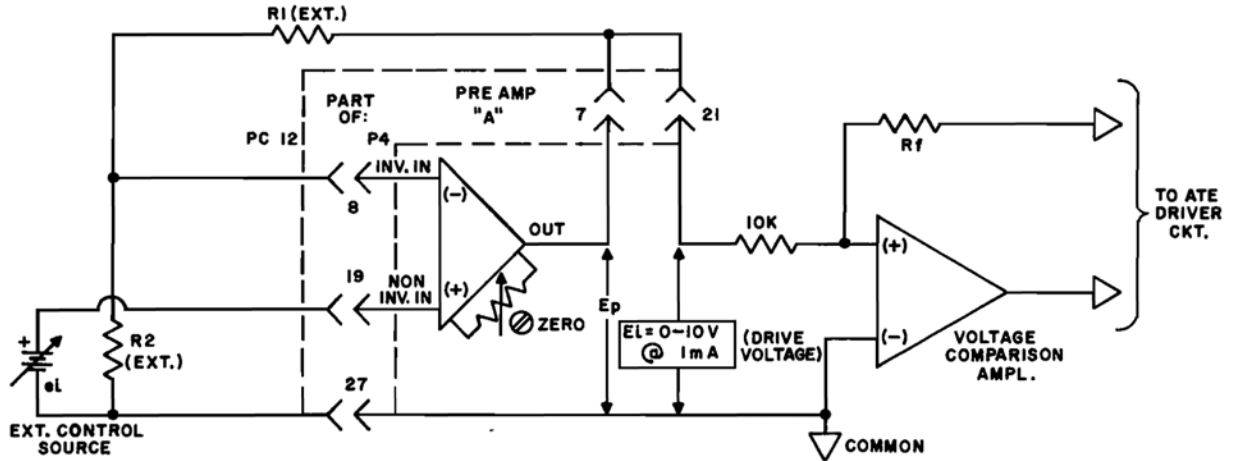 R1 (EXT.)
PRE AMP
"A"
PART
OF:
PC 12
P4
7
21
Rf
INV. IN
(-)
8
TO ATE
DRIVER
CKT.
OUT
10K
(+)
19
NON
INV. IN
(+)
ZERO
Ep
Ei = 0-10V
@ 1mA
(DRIVE
VOLTAGE)
(-)
VOLTAGE
COMPARISON
AMPL.
+
ei
R2
(EXT.)
27
EXT. CONTROL
SOURCE
COMMON